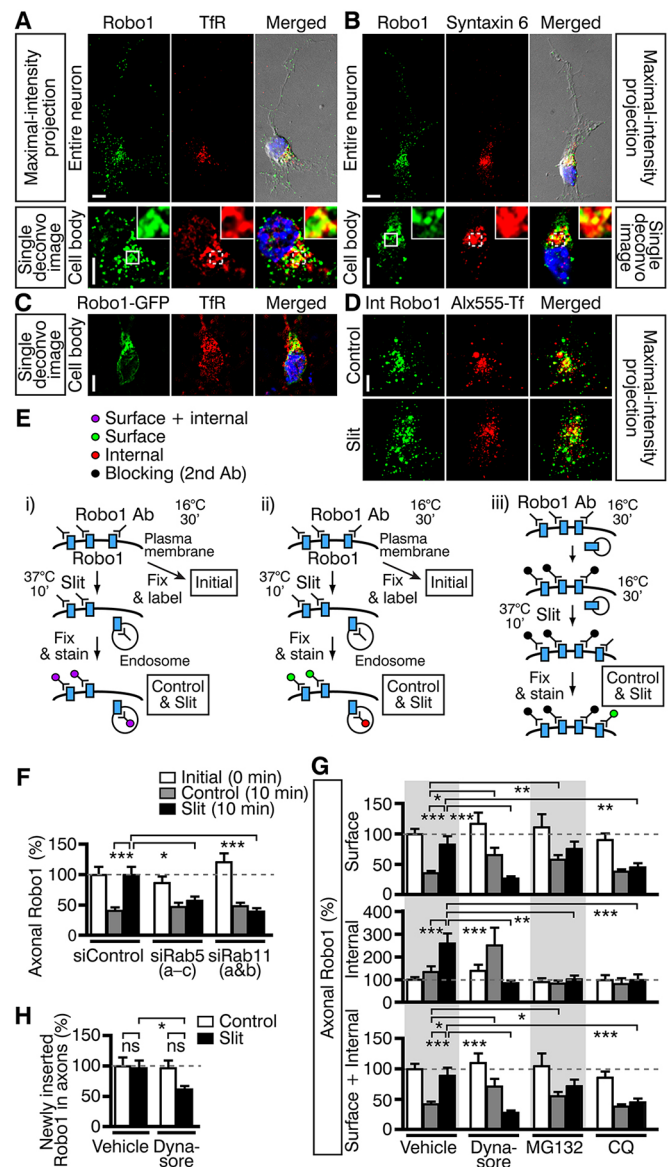 A
Robo1 TfR Merged
Maximal-intensity projection
Entire neuron
Single deconvo image
Cell body
B
Robo1 Syntaxin 6 Merged
Entire neuron
Maximal-intensity projection
Cell body
Single deconvo image
C
Robo1-GFP TfR Merged
Single deconvo image
Cell body
D
Int Robo1 Alx555-Tf Merged
Control
Slit
Maximal-intensity projection
E
Surface + internal
Surface
Internal
Blocking (2nd Ab)
i)
Robo1 Ab
16°C
30'
Plasma membrane
Robo1
37°C
10'
Slit
Fix & label
Initial
Fix & stain
Endosome
Control & Slit
ii)
Robo1 Ab
16°C
30'
Plasma membrane
Robo1
37°C
10'
Slit
Fix & label
Initial
Fix & stain
Endosome
Control & Slit
iii)
Robo1 Ab
16°C
30'
16°C
30'
37°C
10'
Slit
Fix & stain
Control & Slit
F
Initial (0 min)
Control (10 min)
Slit (10 min)
Axonal Robo1 (%)
150
100
50
0
*** * ***
siControl siRab5 (a–c) siRab11 (a&b)
G
Axonal Robo1 (%)
Surface
150
100
50
0
**
*
*** ***
**
Internal
400
300
200
100
0
*** *** ** ***
Surface + Internal
150
100
50
0
*
*
*** *** ***
Vehicle Dyna-sore MG132 CQ
H
Control
Slit
Newly inserted Robo1 in axons (%)
150
100
50
0
*
ns ns
Vehicle Dyna-sore